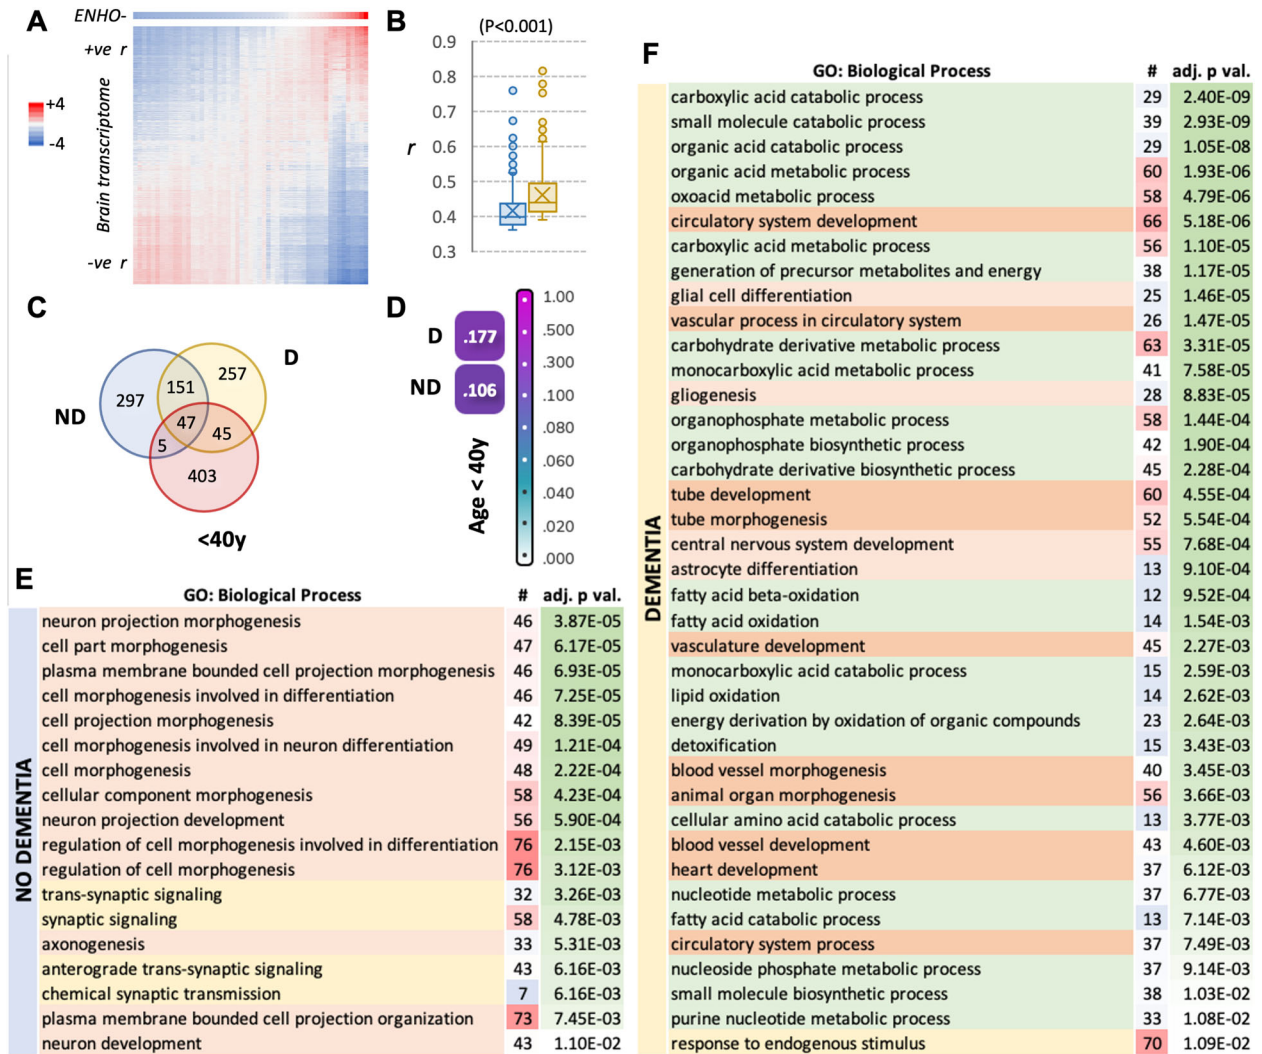 A
ENHO-
+ve r
Brain transcriptome
-ve r
+4
-4
B
(P<0.001)
r
0.9
0.8
0.7
0.6
0.5
0.4
0.3
C
ND
D
297
151
257
47
5
45
403
<40y
D
D
.177
ND
.106
Age < 40y
1.00
.500
.300
.100
.080
.060
.040
.020
.000
E
GO: Biological Process # adj. p val.
NO DEMENTIA
neuron projection morphogenesis 46 3.87E-05
cell part morphogenesis 47 6.17E-05
plasma membrane bounded cell projection morphogenesis 46 6.93E-05
cell morphogenesis involved in differentiation 46 7.25E-05
cell projection morphogenesis 42 8.39E-05
cell morphogenesis involved in neuron differentiation 49 1.21E-04
cell morphogenesis 48 2.22E-04
cellular component morphogenesis 58 4.23E-04
neuron projection development 56 5.90E-04
regulation of cell morphogenesis involved in differentiation 76 2.15E-03
regulation of cell morphogenesis 76 3.12E-03
trans-synaptic signaling 32 3.26E-03
synaptic signaling 58 4.78E-03
axonogenesis 33 5.31E-03
anterograde trans-synaptic signaling 43 6.16E-03
chemical synaptic transmission 7 6.16E-03
plasma membrane bounded cell projection organization 73 7.45E-03
neuron development 43 1.10E-02
F
GO: Biological Process # adj. p val.
DEMENTIA
carboxylic acid catabolic process 29 2.40E-09
small molecule catabolic process 39 2.93E-09
organic acid catabolic process 29 1.05E-08
organic acid metabolic process 60 1.93E-06
oxoacid metabolic process 58 4.79E-06
circulatory system development 66 5.18E-06
carboxylic acid metabolic process 56 1.10E-05
generation of precursor metabolites and energy 38 1.17E-05
glial cell differentiation 25 1.46E-05
vascular process in circulatory system 26 1.47E-05
carbohydrate derivative metabolic process 63 3.31E-05
monocarboxylic acid metabolic process 41 7.58E-05
gliogenesis 28 8.83E-05
organophosphate metabolic process 58 1.44E-04
organophosphate biosynthetic process 42 1.90E-04
carbohydrate derivative biosynthetic process 45 2.28E-04
tube development 60 4.55E-04
tube morphogenesis 52 5.54E-04
central nervous system development 55 7.68E-04
astrocyte differentiation 13 9.10E-04
fatty acid beta-oxidation 12 9.52E-04
fatty acid oxidation 14 1.54E-03
vasculature development 45 2.27E-03
monocarboxylic acid catabolic process 15 2.59E-03
lipid oxidation 14 2.62E-03
energy derivation by oxidation of organic compounds 23 2.64E-03
detoxification 15 3.43E-03
blood vessel morphogenesis 40 3.45E-03
animal organ morphogenesis 56 3.66E-03
cellular amino acid catabolic process 13 3.77E-03
blood vessel development 43 4.60E-03
heart development 37 6.12E-03
nucleotide metabolic process 37 6.77E-03
fatty acid catabolic process 13 7.14E-03
circulatory system process 37 7.49E-03
nucleoside phosphate metabolic process 37 9.14E-03
small molecule biosynthetic process 38 1.03E-02
purine nucleotide metabolic process 33 1.08E-02
response to endogenous stimulus 70 1.09E-02